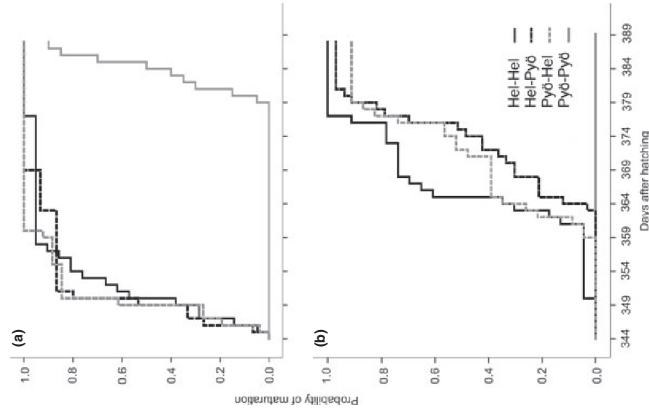 (a)
1.0
0.8
0.6
0.4
0.2
0.0
Probability of maturation
(b)
1.0
0.8
0.6
0.4
0.2
0.0
Hel-Hel
Hel-Pyö
Pyö-Hel
Pyö-Pyö
344 349 354 359 364 369 374 379 384 389
Days after hatching